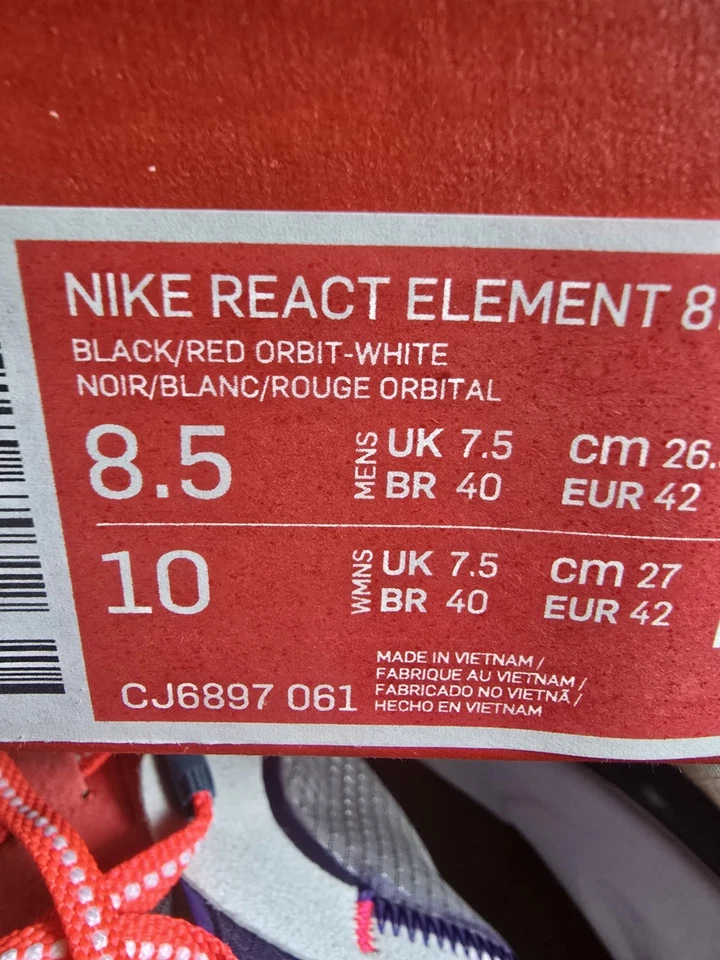 NIKE REACT ELEMENT 8
BLACK/RED ORBIT-WHITE
NOIR/BLANC/ROUGE ORBITAL
8.5 MENS UK 7.5 cm 26.
BR 40 EUR 42
10 WMNS UK 7.5 cm 27
BR 40 EUR 42
MADE IN VIETNAM /
FABRIQUE AU VIETNAM /
FABRICADO NO VIETNÃ /
HECHO EN VIETNAM
CJ6897 061